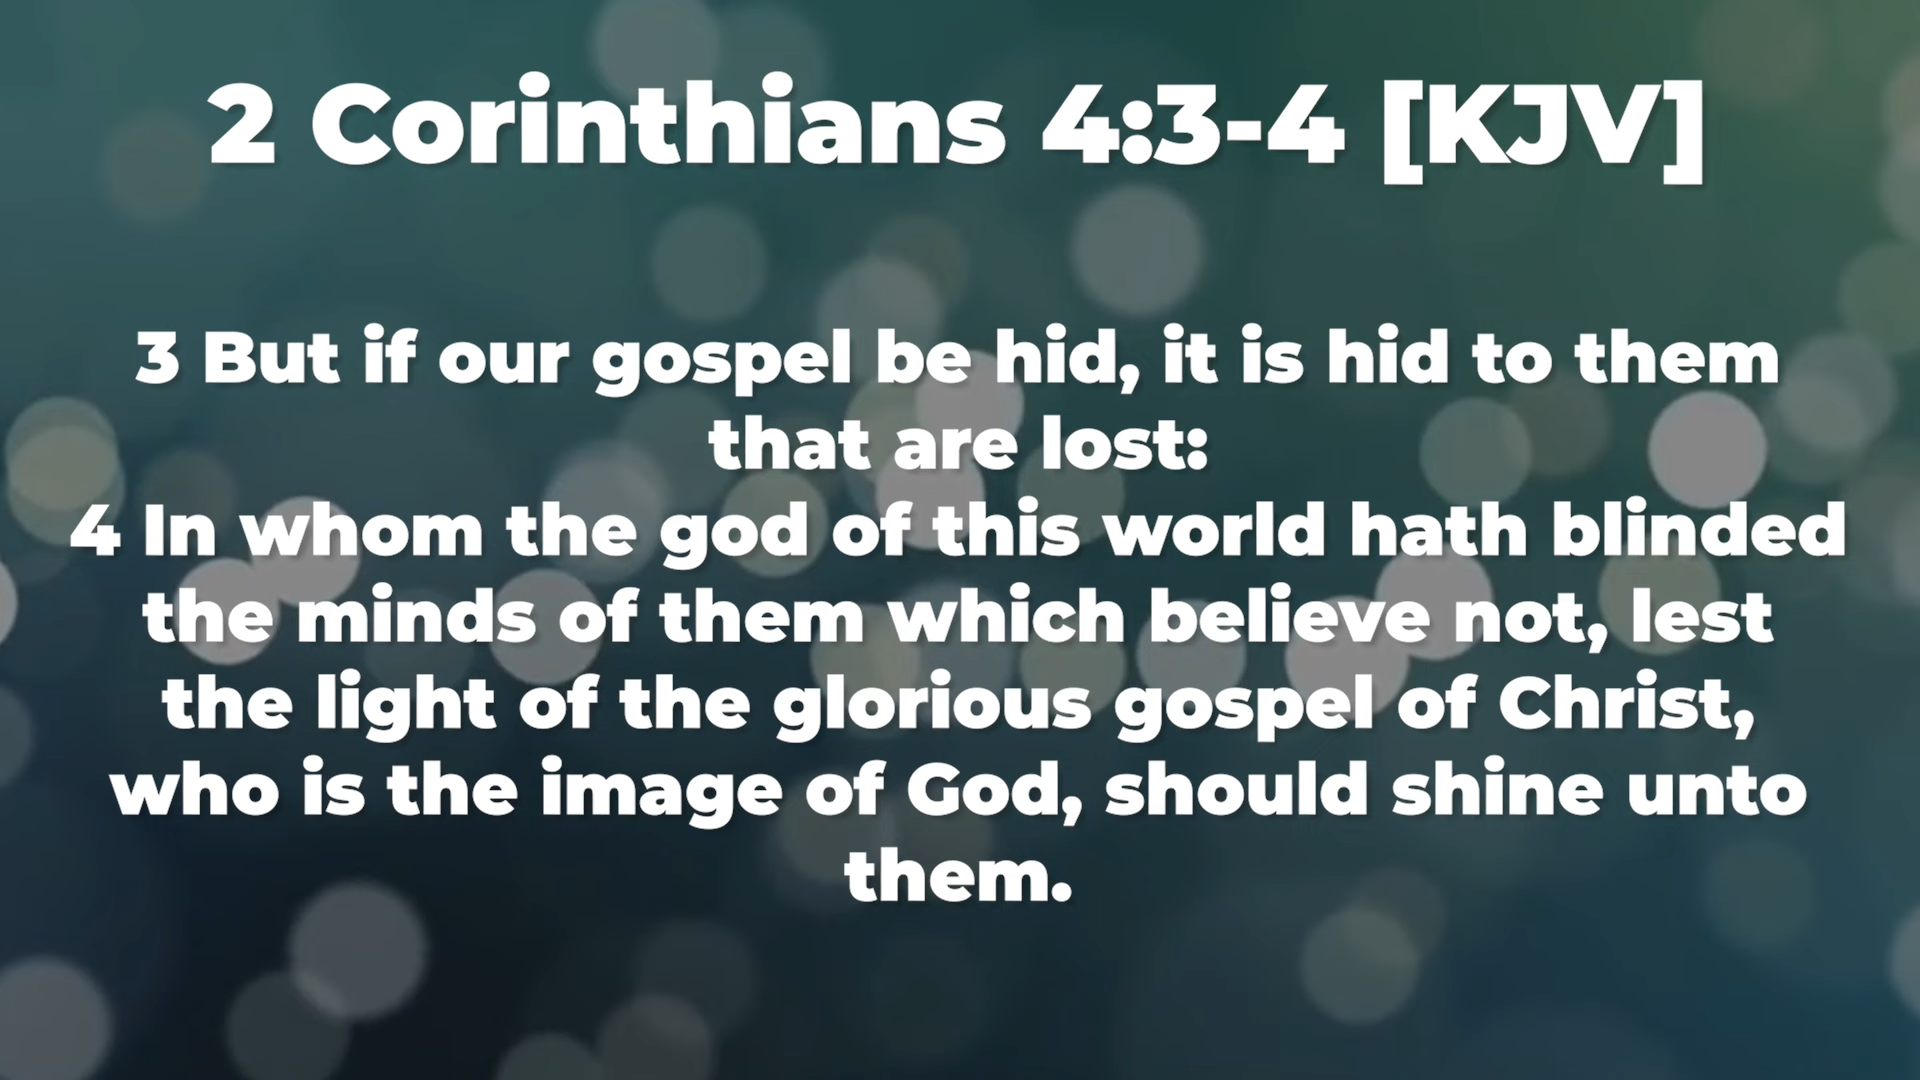 2 Corinthians 4:3-4 [KJV]
3 But if our gospel be hid, it is hid to them
that are lost:
4 In whom the god of this world hath blinded
the minds of them which believe not, lest
the light of the glorious gospel of Christ,
who is the image of God, should shine unto
them.